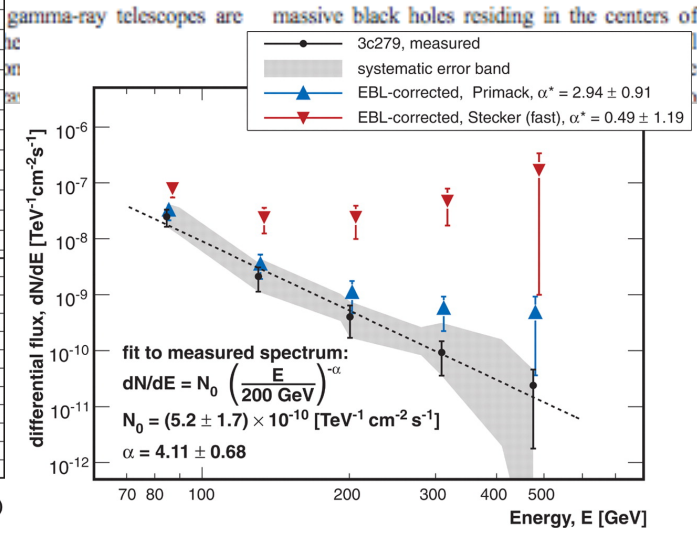 gamma-ray telescopes are massive black holes residing in the centers of
3c279, measured
systematic error band
EBL-corrected, Primack, α* = 2.94 ± 0.91
EBL-corrected, Stecker (fast), α* = 0.49 ± 1.19
differential flux, dN/dE [TeV⁻¹cm⁻²s⁻¹]
10⁻⁶
10⁻⁷
10⁻⁸
10⁻⁹
10⁻¹⁰
10⁻¹¹
10⁻¹²
fit to measured spectrum:
dN/dE = N₀ (E / 200 GeV)^-α
N₀ = (5.2 ± 1.7) × 10⁻¹⁰ [TeV⁻¹ cm⁻² s⁻¹]
α = 4.11 ± 0.68
70 80 100 200 300 400 500
Energy, E [GeV]